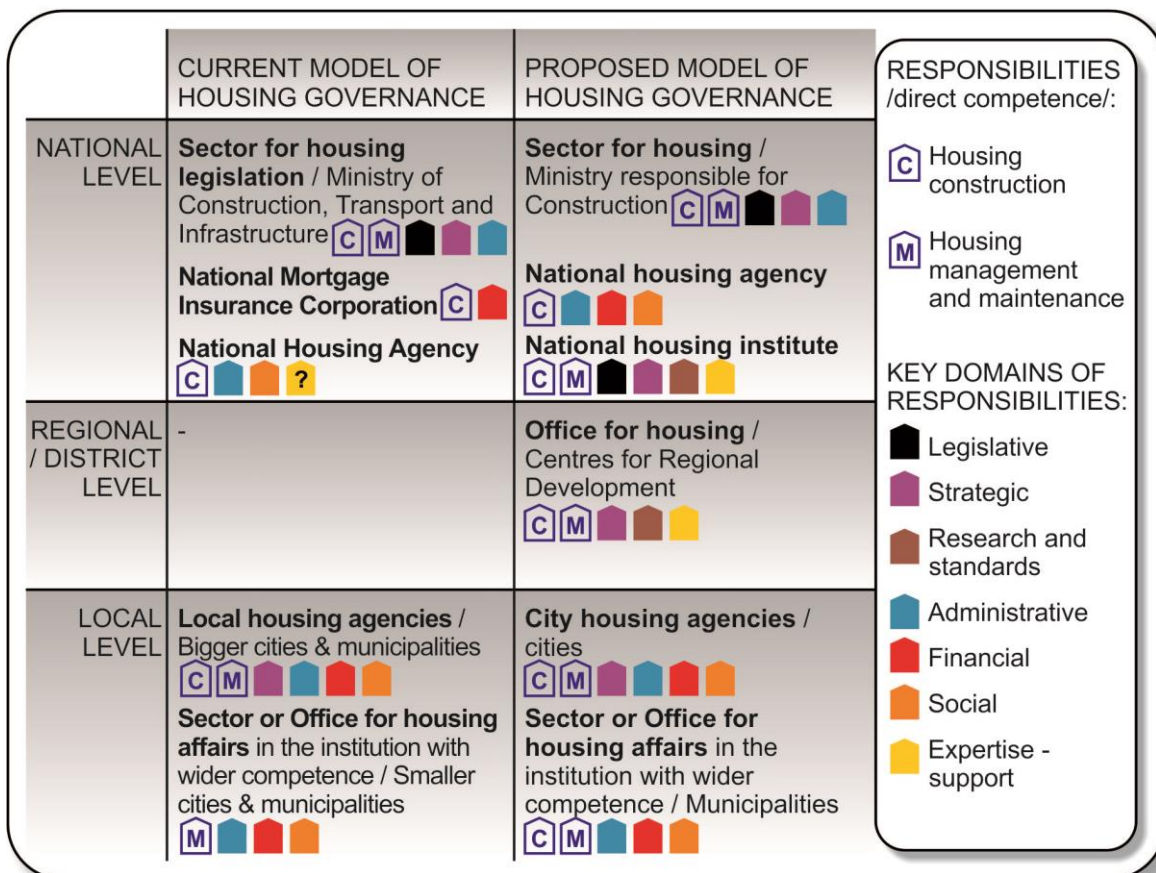 CURRENT MODEL OF
HOUSING GOVERNANCE
PROPOSED MODEL OF
HOUSING GOVERNANCE
NATIONAL
LEVEL
Sector for housing
legislation / Ministry of
Construction, Transport and
Infrastructure C M
National Mortgage
Insurance Corporation C
National Housing Agency
C ?
Sector for housing /
Ministry responsible for
Construction C M
National housing agency
C
National housing institute
C M
REGIONAL
/ DISTRICT
LEVEL
-
Office for housing /
Centres for Regional
Development
C M
LOCAL
LEVEL
Local housing agencies /
Bigger cities & municipalities
C M
Sector or Office for housing
affairs in the institution with
wider competence / Smaller
cities & municipalities
M
City housing agencies /
cities
C M
Sector or Office for
housing affairs in the
institution with wider
competence / Municipalities
C M
RESPONSIBILITIES
/direct competence/:
C Housing
construction
M Housing
management
and maintenance
KEY DOMAINS OF
RESPONSIBILITIES:
Legislative
Strategic
Research and
standards
Administrative
Financial
Social
Expertise -
support